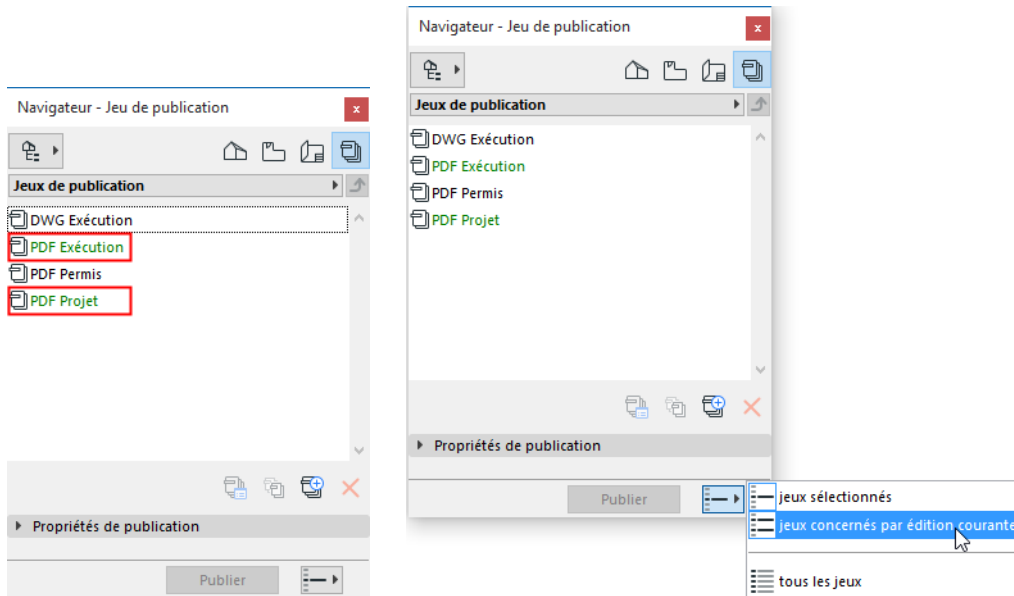 Navigateur - Jeu de publication
x
Jeux de publication
DWG Exécution
PDF Exécution
PDF Permis
PDF Projet
Propriétés de publication
Publier
Navigateur - Jeu de publication
x
Jeux de publication
DWG Exécution
PDF Exécution
PDF Permis
PDF Projet
Propriétés de publication
Publier
jeux sélectionnés
jeux concernés par édition courante
tous les jeux